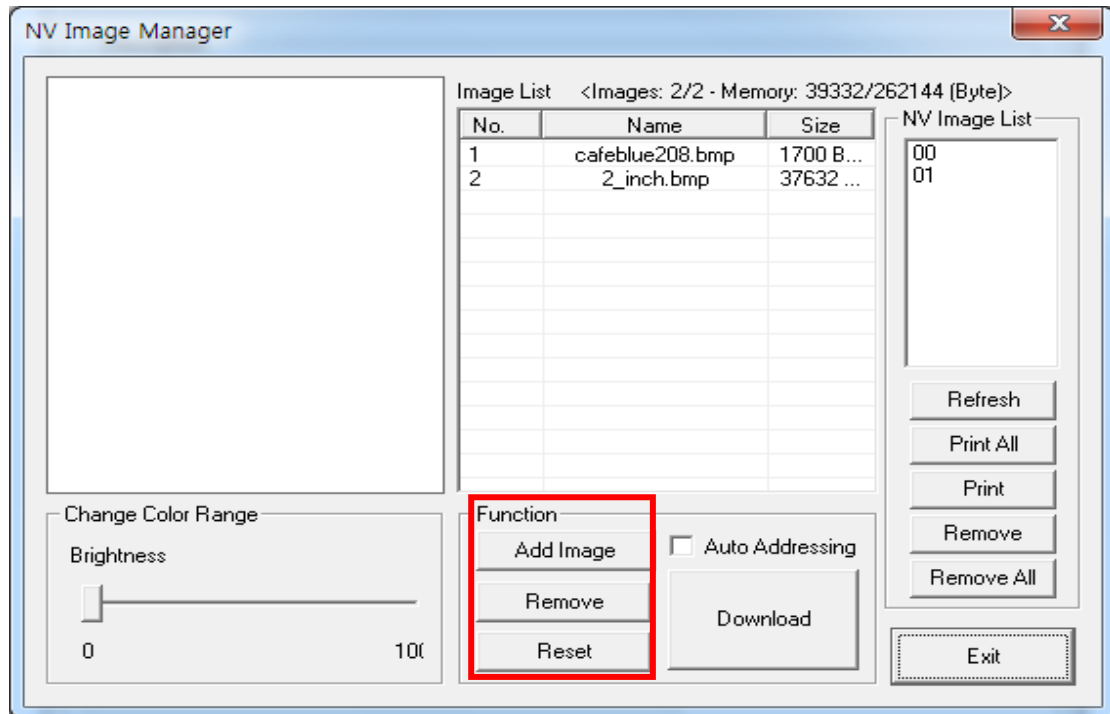 NV Image Manager
Image List <Images: 2/2 - Memory: 39332/262144 (Byte)>
No. Name Size
1 cafeblue208.bmp 1700 B...
2 2_inch.bmp 37632 ...
NV Image List
00
01
Refresh
Print All
Print
Remove
Remove All
Change Color Range
Brightness
0 10(
Function
Add Image
Remove
Reset
Auto Addressing
Download
Exit